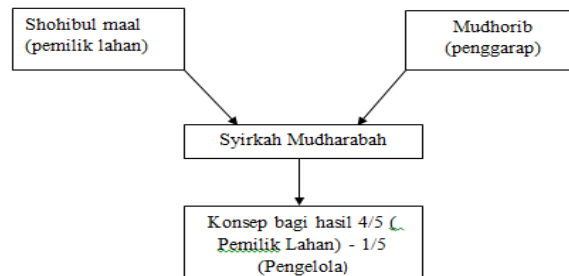 Shohibul maal
(pemilik lahan)
Mudhorib
(penggarap)
Syirkah Mudharabah
Konsep bagi hasil 4/5 (
Pemilik Lahan) - 1/5
(Pengelola)